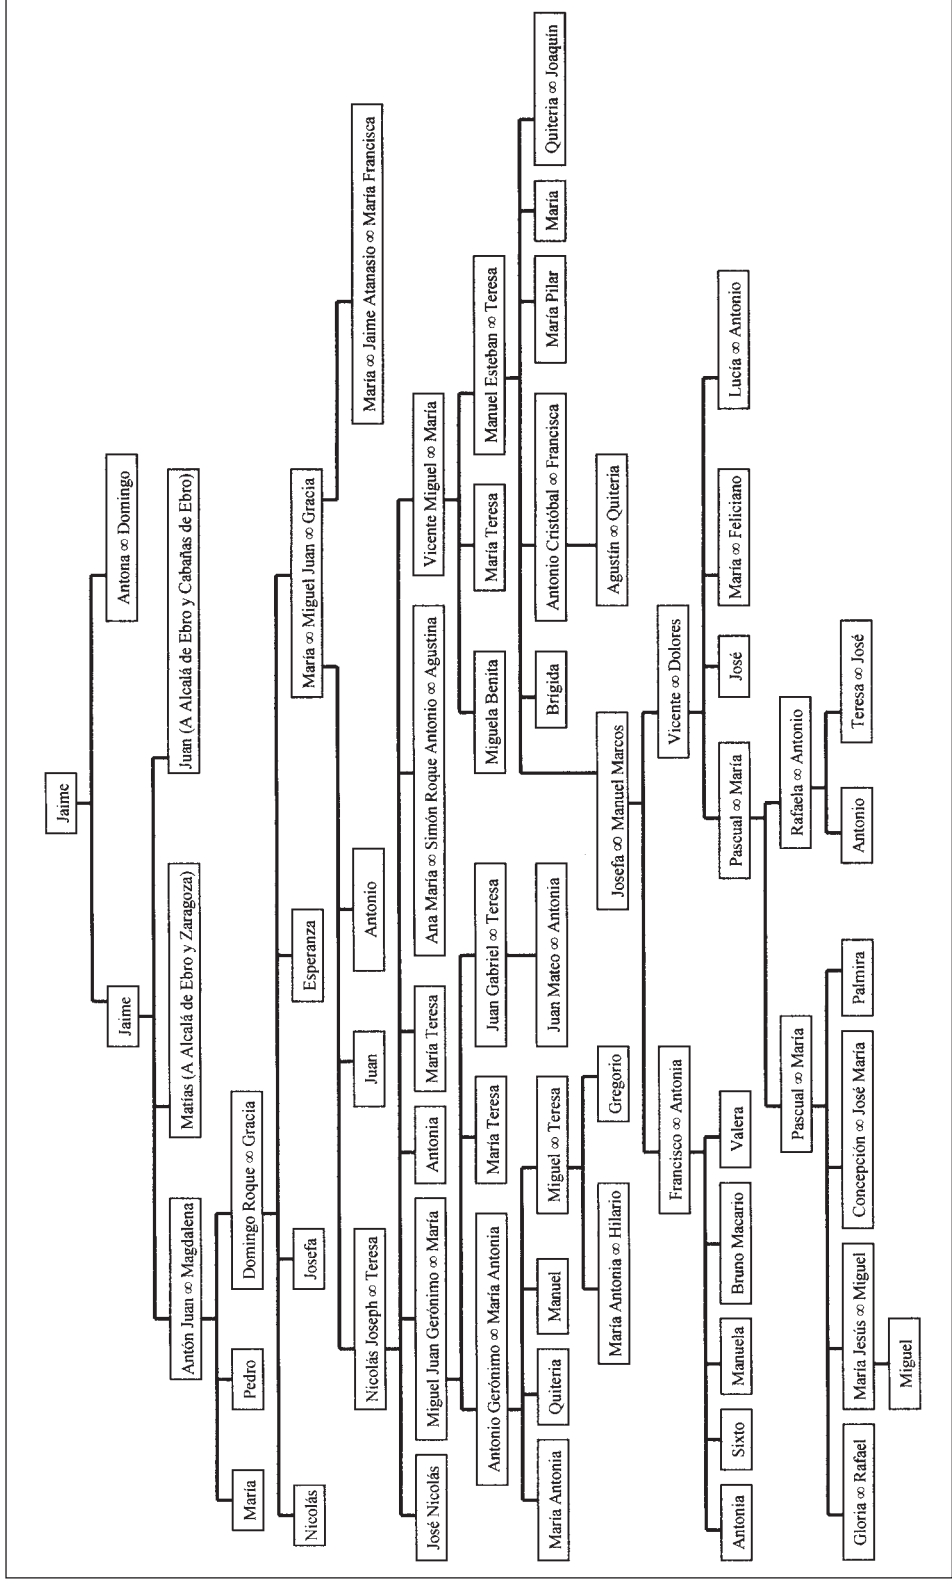 Jaime
Jaime
Antona ∞ Domingo
Antón Juan ∞ Magdalena
Matías (A Alcalá de Ebro y Zaragoza)
Juan (A Alcalá de Ebro y Cabañas de Ebro)
María
Pedro
Domingo Roque ∞ Gracia
Nicolás
Josefa
Esperanza
María ∞ Miguel Juan ∞ Gracia
Nicolás Joseph ∞ Teresa
Juan
Antonio
María ∞ Jaime Atanasio ∞ María Francisca
José Nicolás
Miguel Juan Gerónimo ∞ María
Antonia
María Teresa
Ana María ∞ Simón Roque Antonio ∞ Agustina
Vicente Miguel ∞ María
Antonio Gerónimo ∞ María Antonia
María Teresa
Juan Gabriel ∞ Teresa
Miguela Benita
María Teresa
Manuel Esteban ∞ Teresa
María Antonia
Quiteria
Manuel
Miguel ∞ Teresa
Juan Mateo ∞ Antonia
Brígida
Antonio Cristóbal ∞ Francisca
María Pilar
María
Quiteria ∞ Joaquín
María Antonia ∞ Hilario
Gregorio
Josefa ∞ Manuel Marcos
Agustín ∞ Quiteria
Francisco ∞ Antonia
Vicente ∞ Dolores
Antonia
Sixto
Manuela
Bruno Macario
Valera
Pascual ∞ María
José
María ∞ Feliciano
Lucía ∞ Antonio
Pascual ∞ María
Rafaela ∞ Antonio
Gloria ∞ Rafael
María Jesús ∞ Miguel
Concepción ∞ José María
Palmira
Antonio
Teresa ∞ José
Miguel